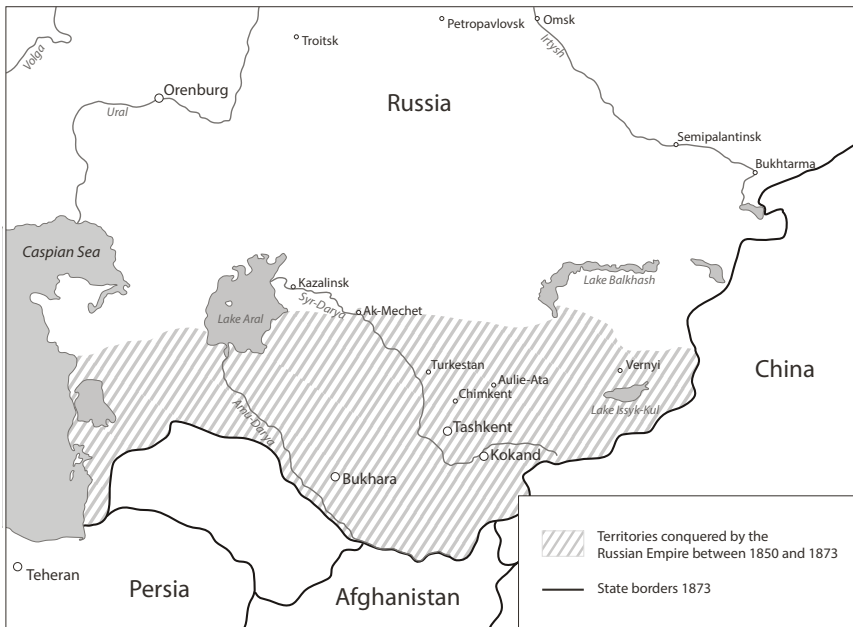 Petropavlovsk
Omsk
Troitsk
Volga
Irtysh
Orenburg
Ural
Russia
Semipalantinsk
Bukhtarma
Caspian Sea
Lake Balkhash
Kazalinsk
Syr-Darya
Ak-Mechet
Lake Aral
Turkestan
Vernyi
Aulie-Ata
Chimkent
Lake Issyk-Kul
China
Amu-Darya
Tashkent
Kokand
Bukhara
Territories conquered by the
Russian Empire between 1850 and 1873
State borders 1873
Teheran
Persia
Afghanistan